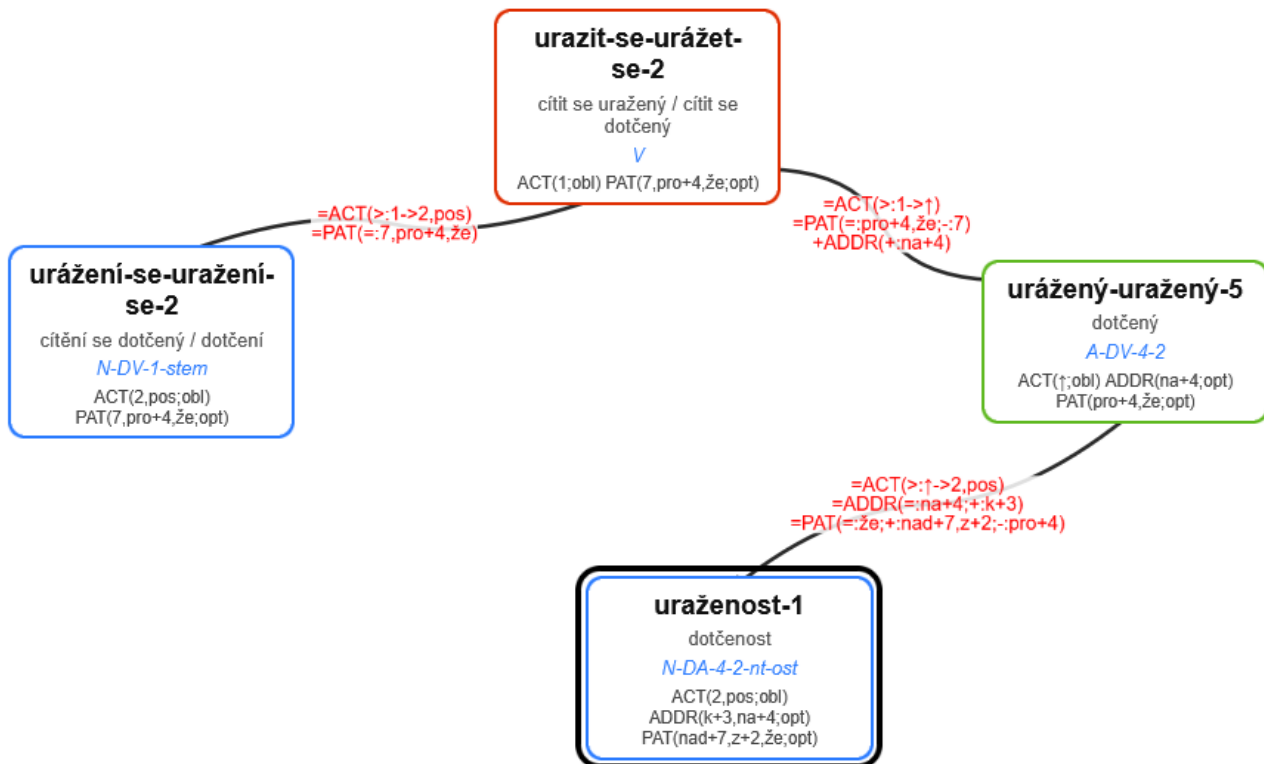 urazit-se-urážet-
se-2
cítit se uražený / cítit se
dotčený
V
ACT(1;obl) PAT(7,pro+4,že;opt)
=ACT(>:1->2,pos)
=PAT(=:7,pro+4,že)
=ACT(>:1->↑)
=PAT(=:pro+4,že;-:7)
+ADDR(+:na+4)
urážení-se-uražení-
se-2
cítění se dotčený / dotčení
N-DV-1-stem
ACT(2,pos;obl)
PAT(7,pro+4,že;opt)
urážený-uražený-5
dotčený
A-DV-4-2
ACT(↑;obl) ADDR(na+4;opt)
PAT(pro+4,že;opt)
=ACT(>:↑->2,pos)
=ADDR(=:na+4;+:k+3)
=PAT(=:že;+:nad+7,z+2;-:pro+4)
uraženost-1
dotčenost
N-DA-4-2-nt-ost
ACT(2,pos;obl)
ADDR(k+3,na+4;opt)
PAT(nad+7,z+2,že;opt)